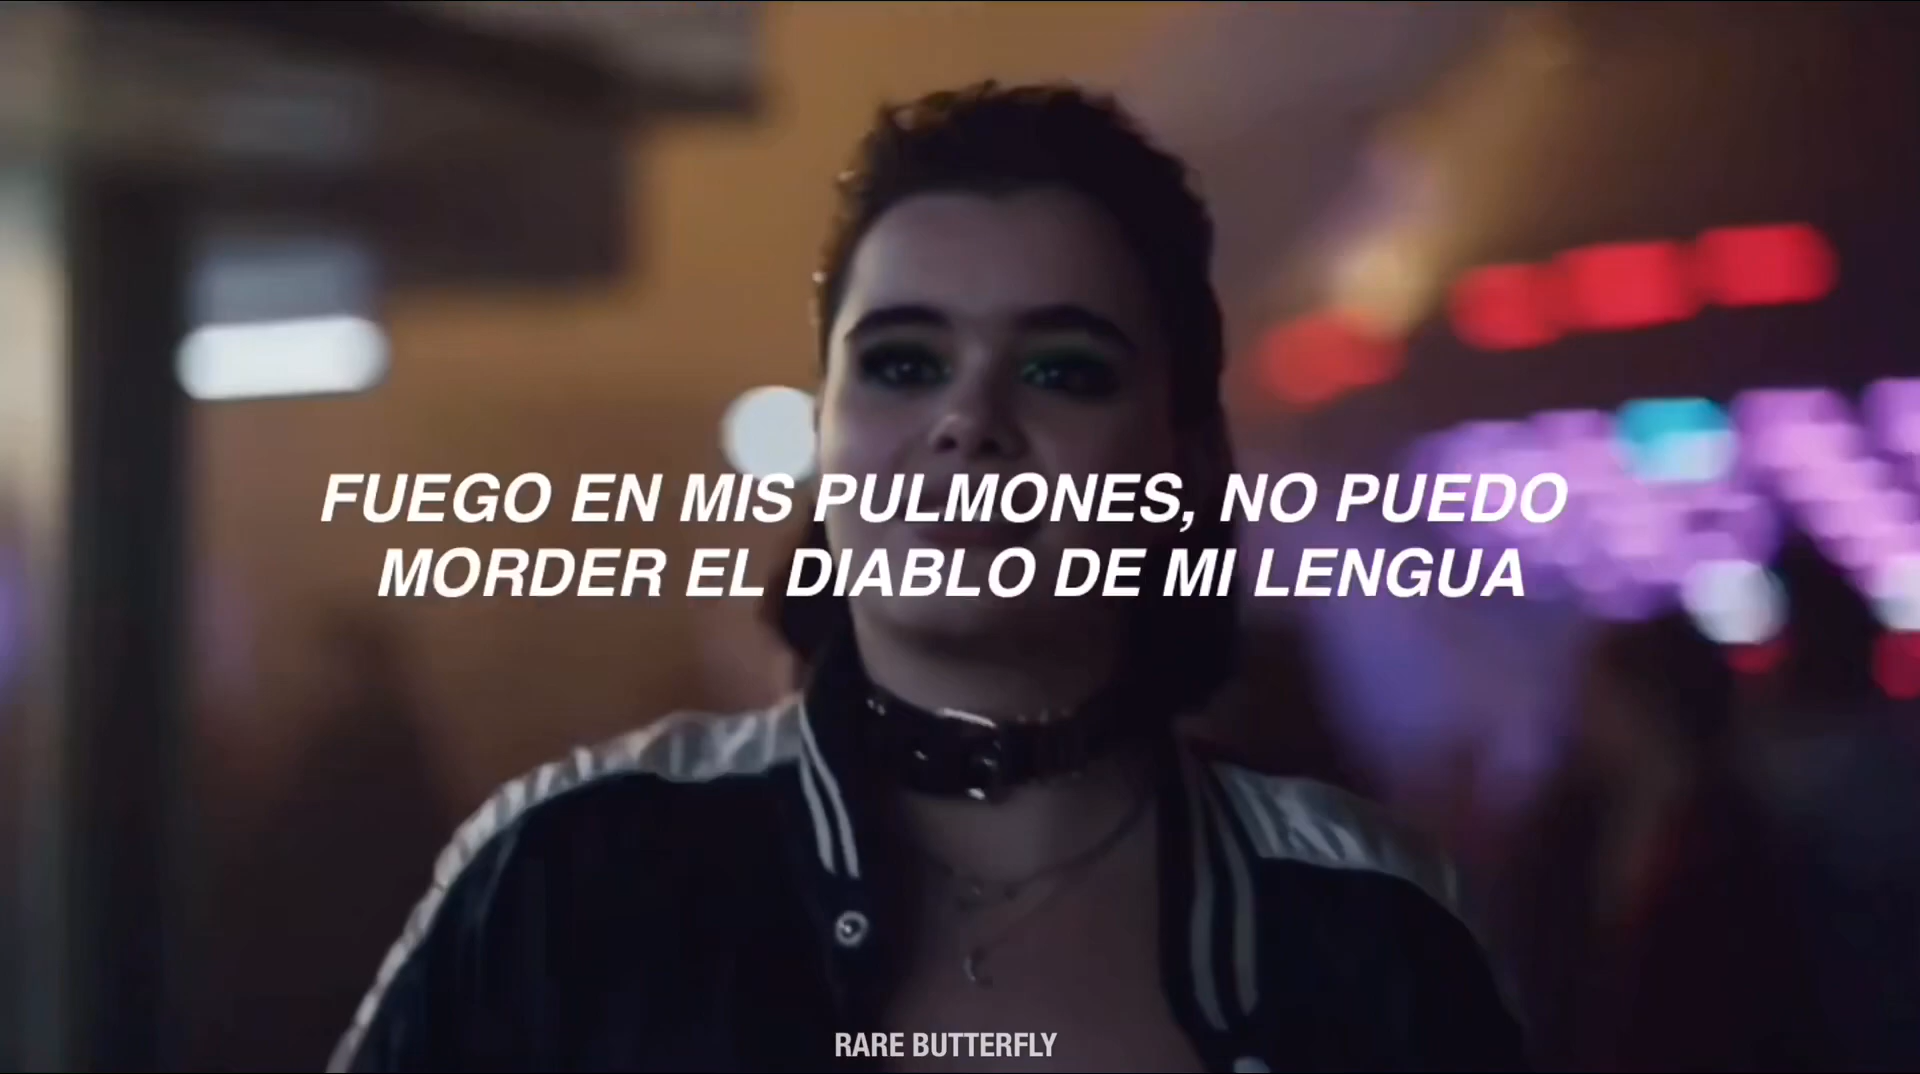 FUEGO EN MIS PULMONES, NO PUEDO
MORDER EL DIABLO DE MI LENGUA
RARE BUTTERFLY